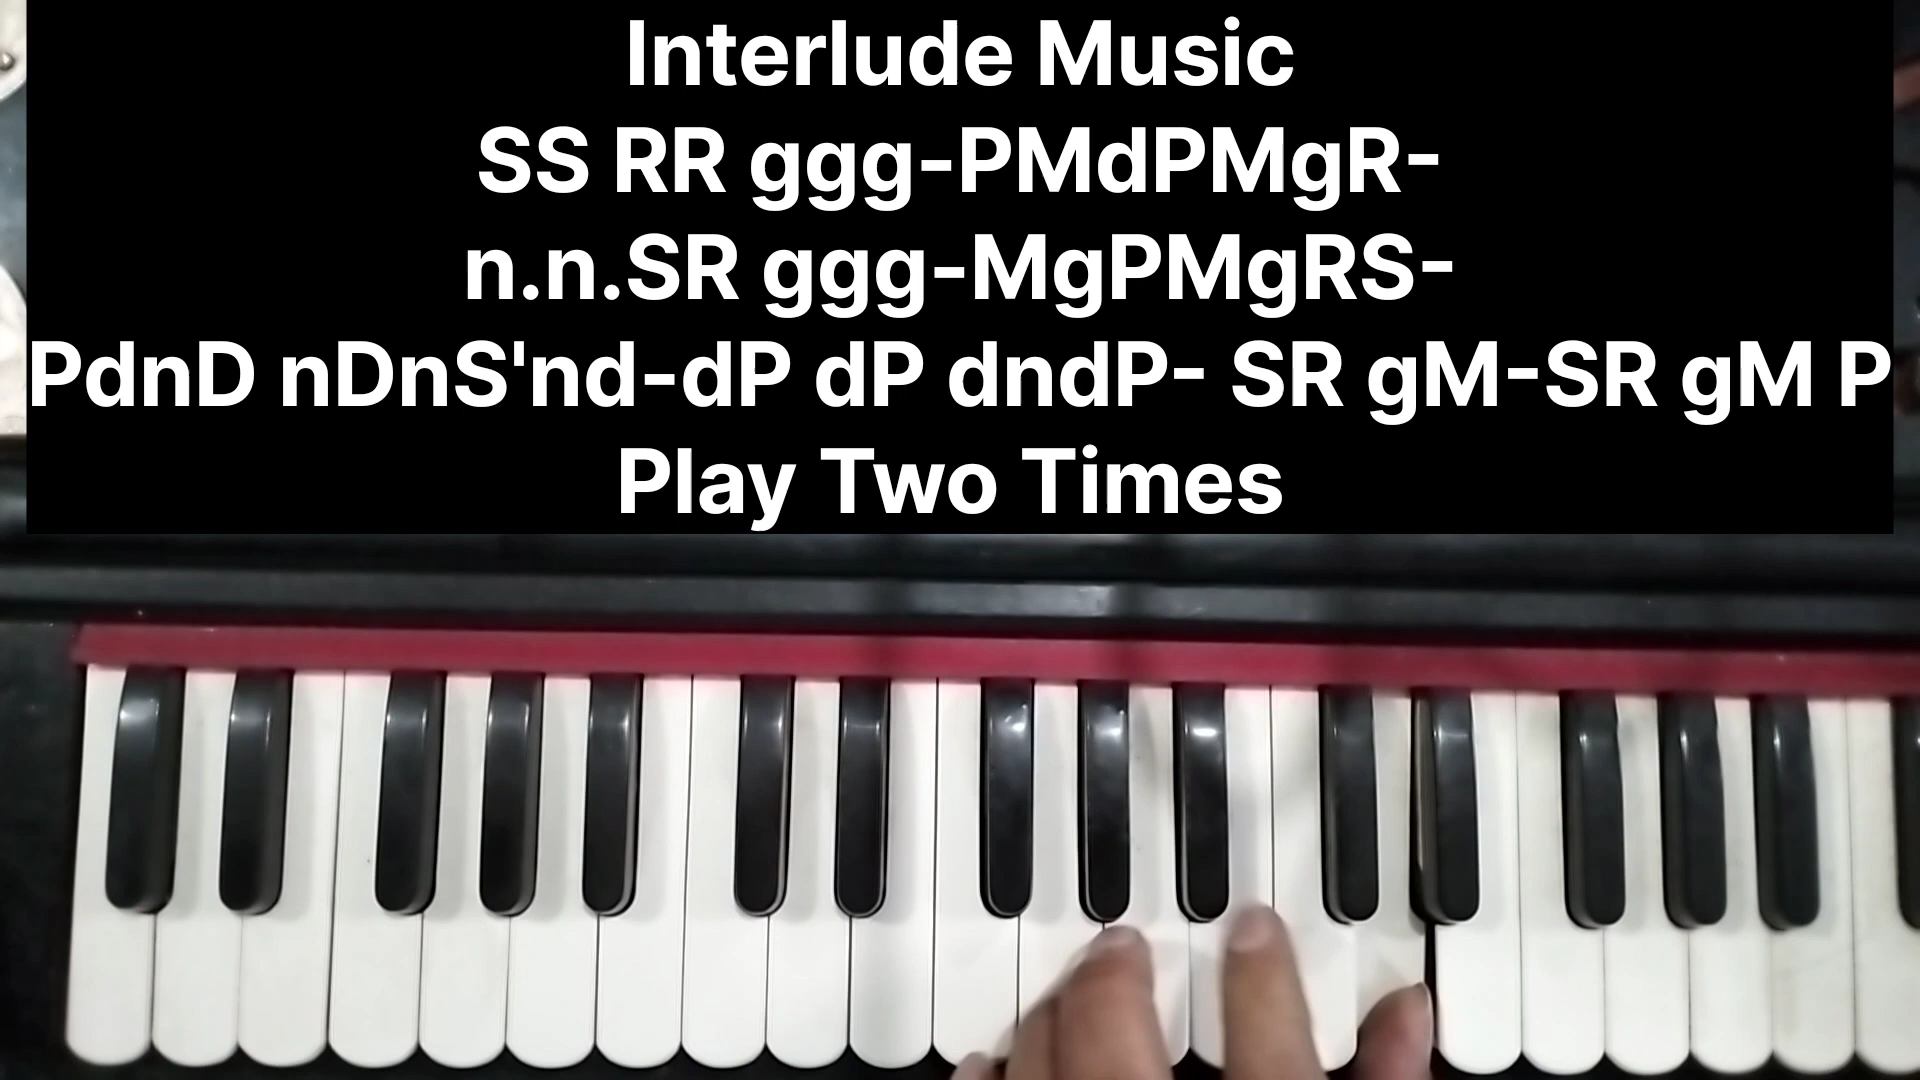 Interlude Music
SS RR ggg-PMdPMgR-
n.n.SR ggg-MgPMgRS-
PdnD nDnS'nd-dP dP dndP- SR gM-SR gM P
Play Two Times